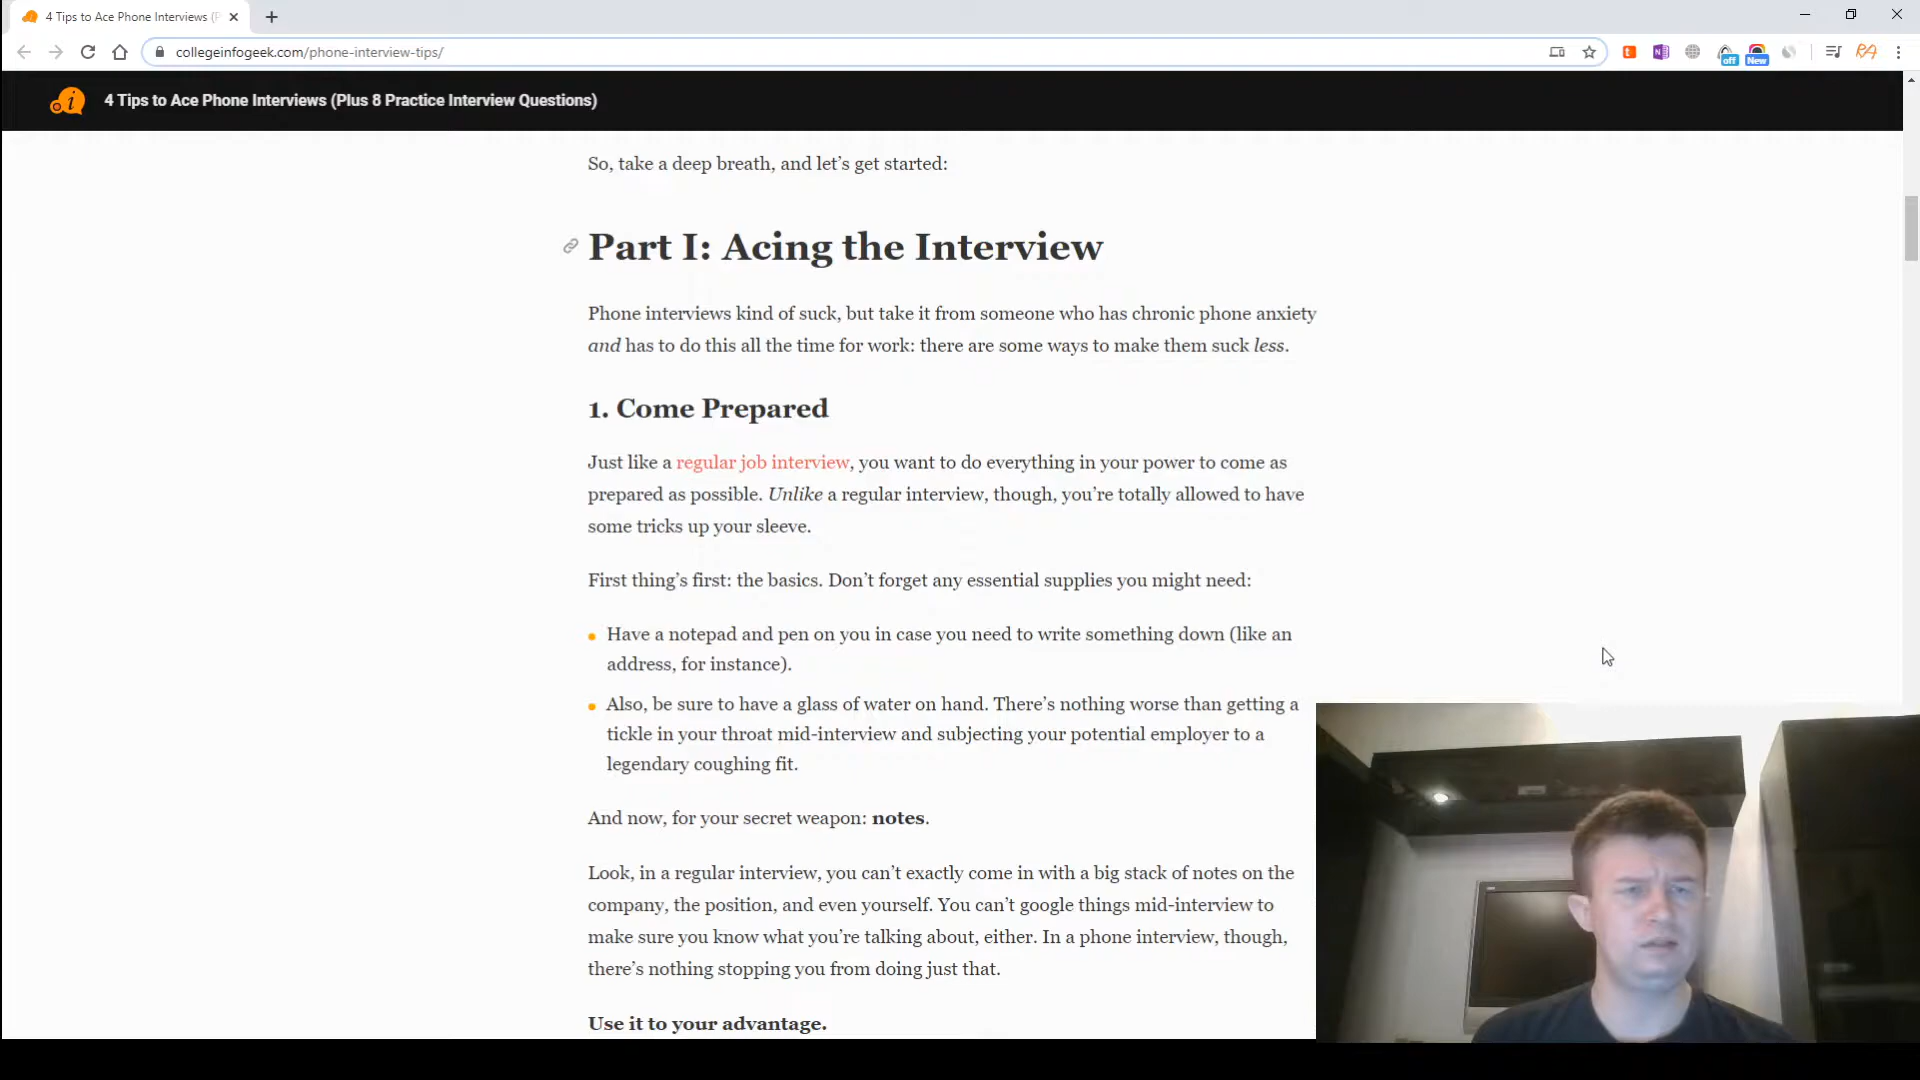 4 Tips to Ace Phone Interviews (P
collegeinfogeek.com/phone-interview-tips/
off
New
4 Tips to Ace Phone Interviews (Plus 8 Practice Interview Questions)
So, take a deep breath, and let’s get started:
Part I: Acing the Interview
Phone interviews kind of suck, but take it from someone who has chronic phone anxiety
and has to do this all the time for work: there are some ways to make them suck less.
1. Come Prepared
Just like a regular job interview, you want to do everything in your power to come as
prepared as possible. Unlike a regular interview, though, you’re totally allowed to have
some tricks up your sleeve.
First thing’s first: the basics. Don’t forget any essential supplies you might need:
Have a notepad and pen on you in case you need to write something down (like an
address, for instance).
Also, be sure to have a glass of water on hand. There’s nothing worse than getting a
tickle in your throat mid-interview and subjecting your potential employer to a
legendary coughing fit.
And now, for your secret weapon: notes.
Look, in a regular interview, you can’t exactly come in with a big stack of notes on the
company, the position, and even yourself. You can’t google things mid-interview to
make sure you know what you’re talking about, either. In a phone interview, though,
there’s nothing stopping you from doing just that.
Use it to your advantage.